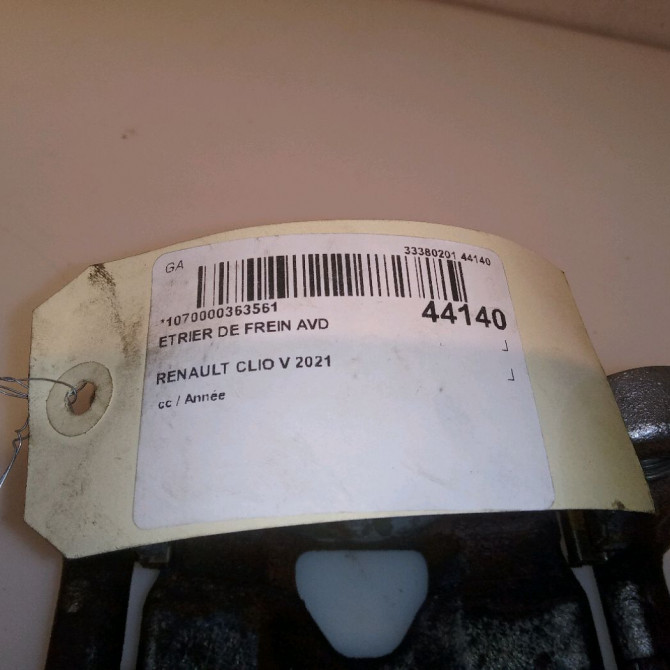 GA
33380201 44140
*1070000363561
44140
ETRIER DE FREIN AVD
RENAULT CLIO V 2021
cc / Année